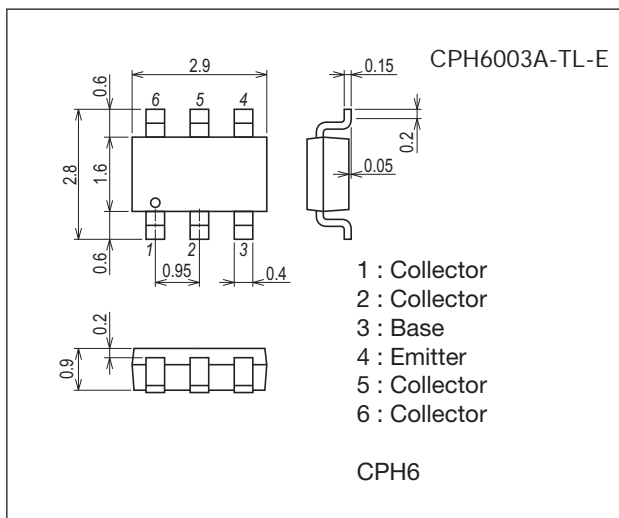 CPH6003A-TL-E
2.9
0.15
0.6
6
5
4
0.2
2.8
1.6
0.05
0.6
1
2
3
0.95
0.4
0.2
0.9
1 : Collector
2 : Collector
3 : Base
4 : Emitter
5 : Collector
6 : Collector
CPH6